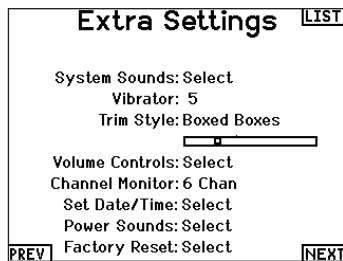 Extra Settings
LIST
System Sounds: Select
Vibrator: 5
Trim Style: Boxed Boxes
Volume Controls: Select
Channel Monitor: 6 Chan
Set Date/Time: Select
Power Sounds: Select
Factory Reset: Select
PREV
NEXT